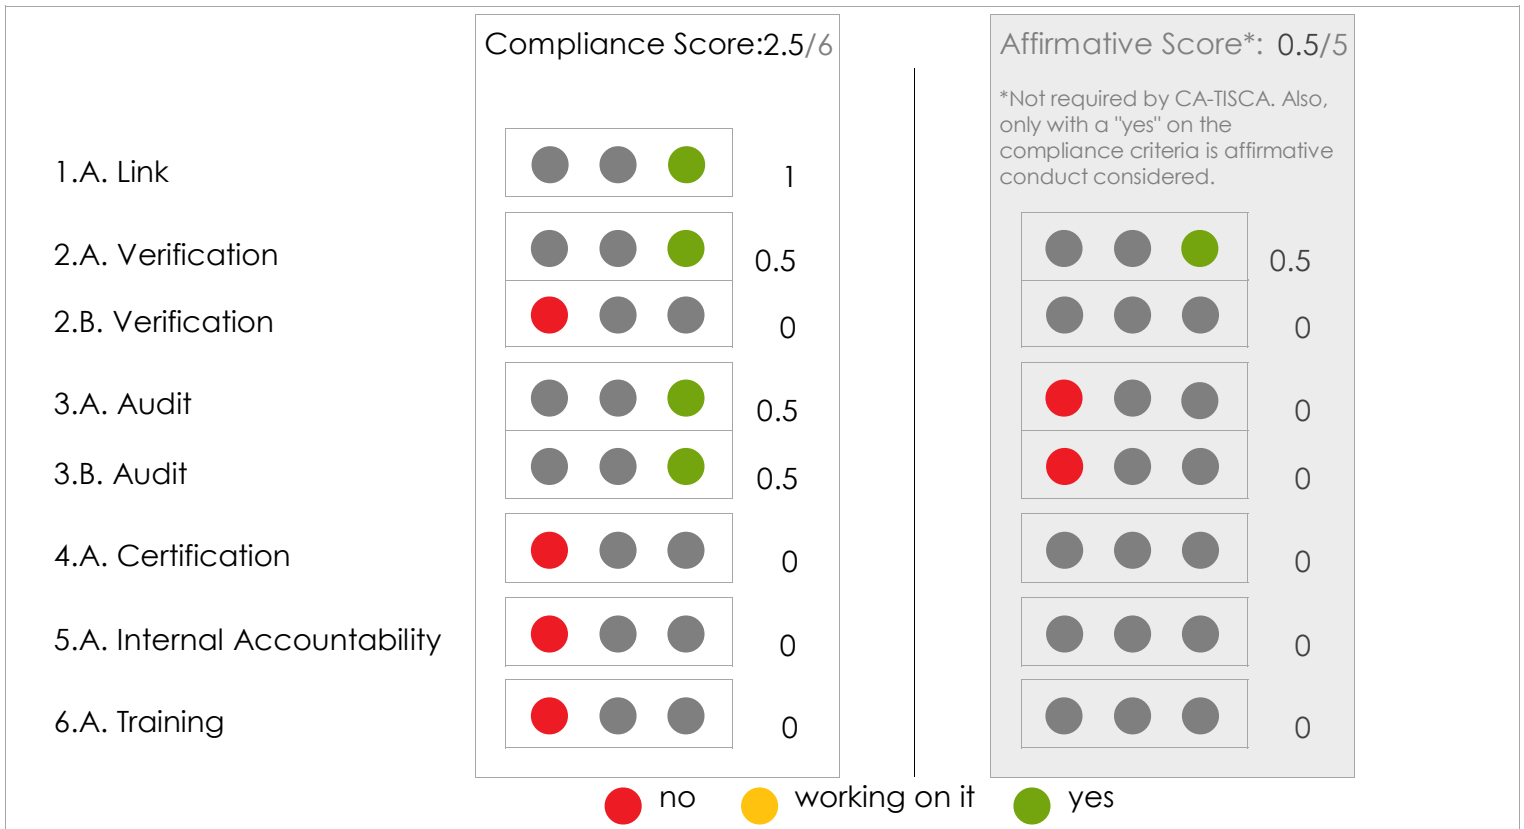 Compliance Score:2.5/6
Affirmative Score*: 0.5/5
*Not required by CA-TISCA. Also,
only with a "yes" on the
compliance criteria is affirmative
conduct considered.
1.A. Link 1
2.A. Verification 0.5 0.5
2.B. Verification 0 0
3.A. Audit 0.5 0
3.B. Audit 0.5 0
4.A. Certification 0 0
5.A. Internal Accountability 0 0
6.A. Training 0 0
no working on it yes